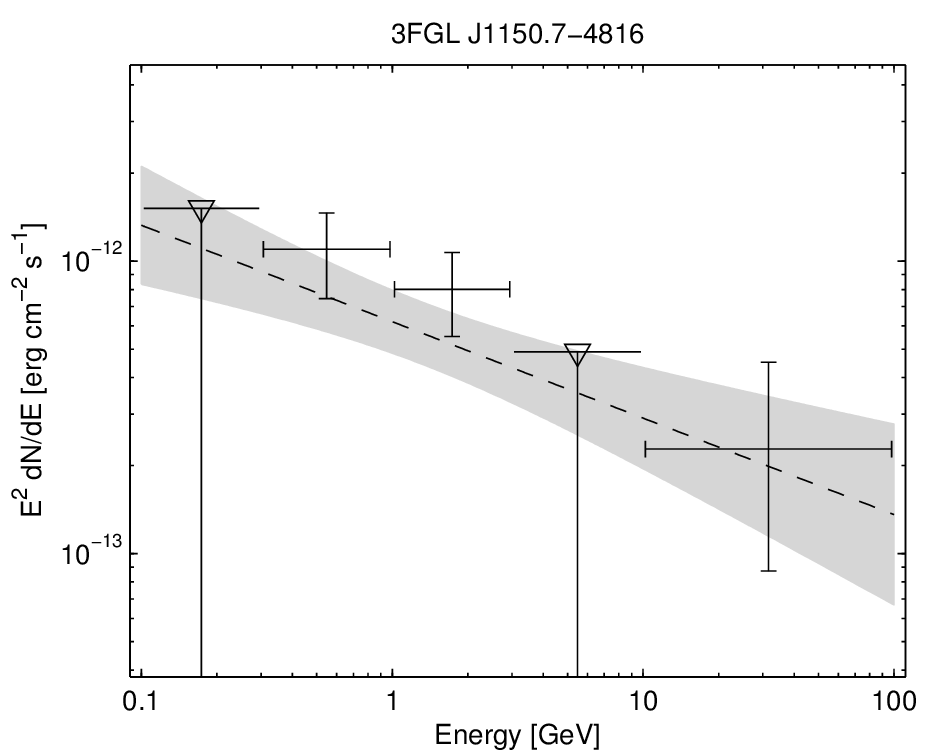 3FGL J1150.7−4816
E² dN/dE [erg cm⁻² s⁻¹]
10⁻¹²
10⁻¹³
0.1 1 10 100
Energy [GeV]